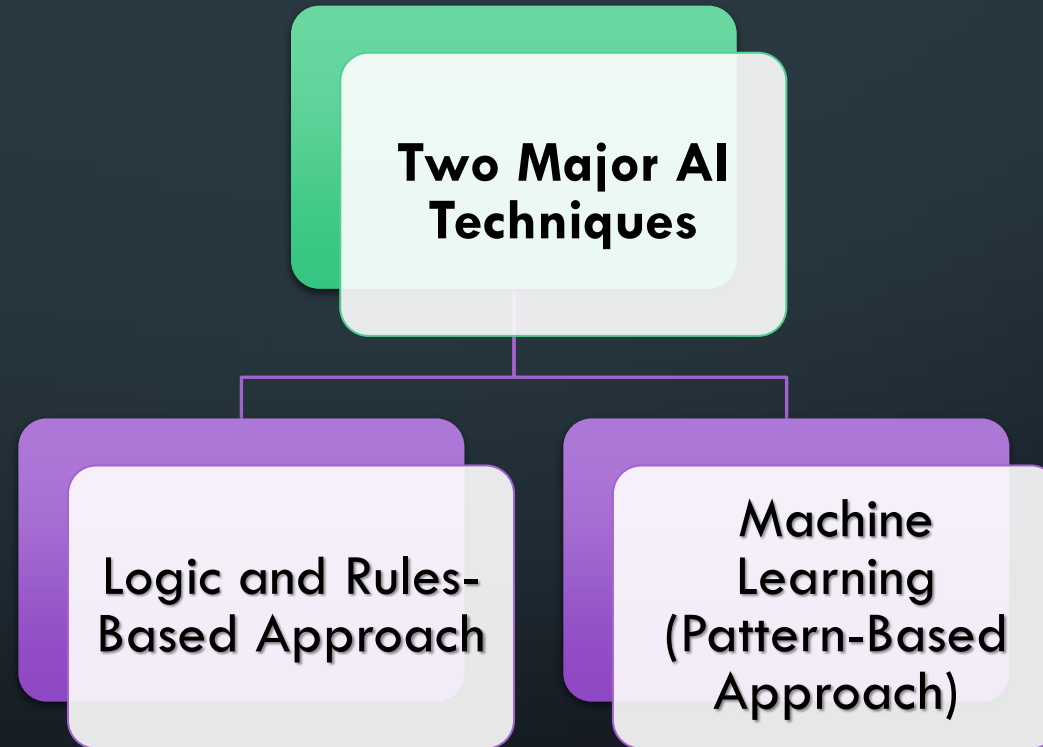 Two Major AI
Techniques
Logic and Rules-
Based Approach
Machine
Learning
(Pattern-Based
Approach)